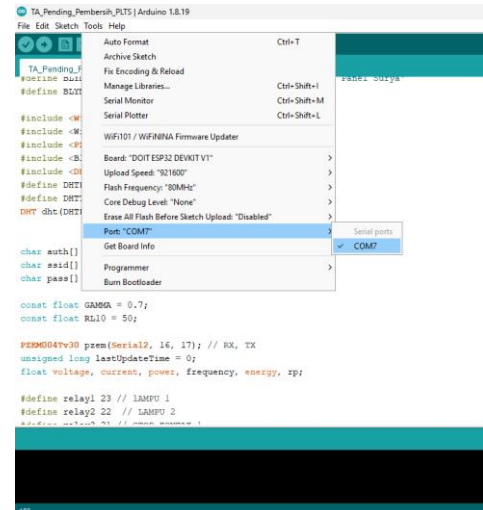 TA_Pending_Pembersih_PLTS | Arduino 1.8.19
File Edit Sketch Tools Help
Auto Format Ctrl+T
Archive Sketch
Fix Encoding & Reload
Manage Libraries... Ctrl+Shift+I
Serial Monitor Ctrl+Shift+M
Serial Plotter Ctrl+Shift+L
WiFi101 / WiFiNINA Firmware Updater
Board: "DOIT ESP32 DEVKIT V1"
Upload Speed: "921600"
Flash Frequency: "80MHz"
Core Debug Level: "None"
Erase All Flash Before Sketch Upload: "Disabled"
Port: "COM7" Serial ports
Get Board Info COM7
Programmer
Burn Bootloader
TA_Pending_P
#define Panel Surya"
#define BLY
#include <W
#include <W
#include <P
#include <B
#include <D
#define DHT
#define DHT
DHT dht(DHT
char auth[]
char ssid[]
char pass[]
const float GAMMA = 0.7;
const float RL10 = 50;
PZEM004Tv30 pzem(Serial2, 16, 17); // RX, TX
unsigned long lastUpdateTime = 0;
float voltage, current, power, frequency, energy, rp;
#define relay1 23 // LAMPU 1
#define relay2 22 // LAMPU 2